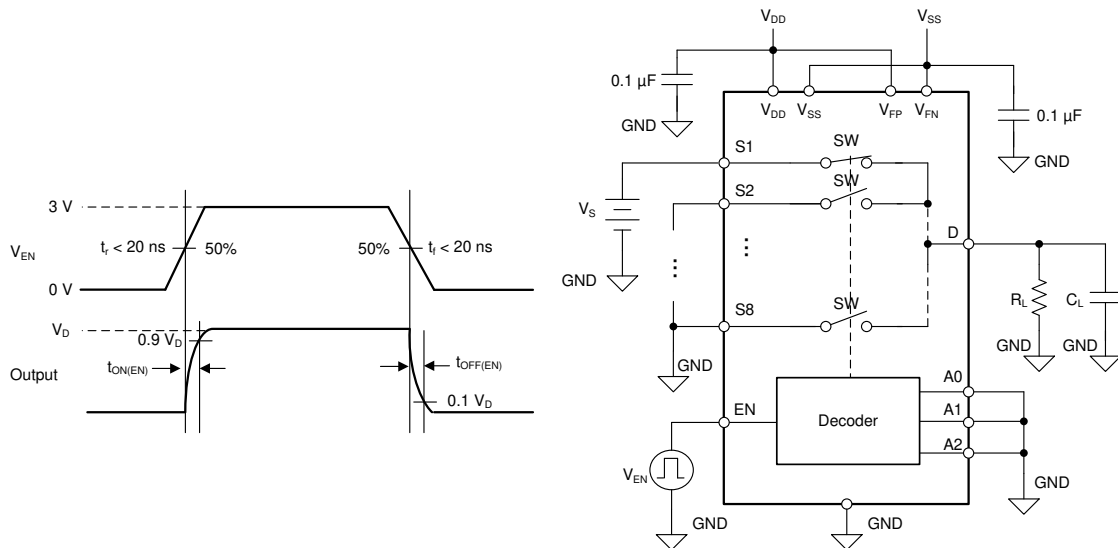 3 V
V_EN
0 V
t_r < 20 ns
50%
50%
t_f < 20 ns
V_D
0.9 V_D
t_ON(EN)
t_OFF(EN)
Output
0.1 V_D
V_DD
V_SS
0.1 µF
GND
V_DD
V_SS
V_FP
V_FN
0.1 µF
GND
S1
SW
S2
SW
V_S
GND
...
...
D
S8
SW
R_L
C_L
GND
GND
GND
EN
Decoder
A0
A1
A2
V_EN
GND
GND
GND